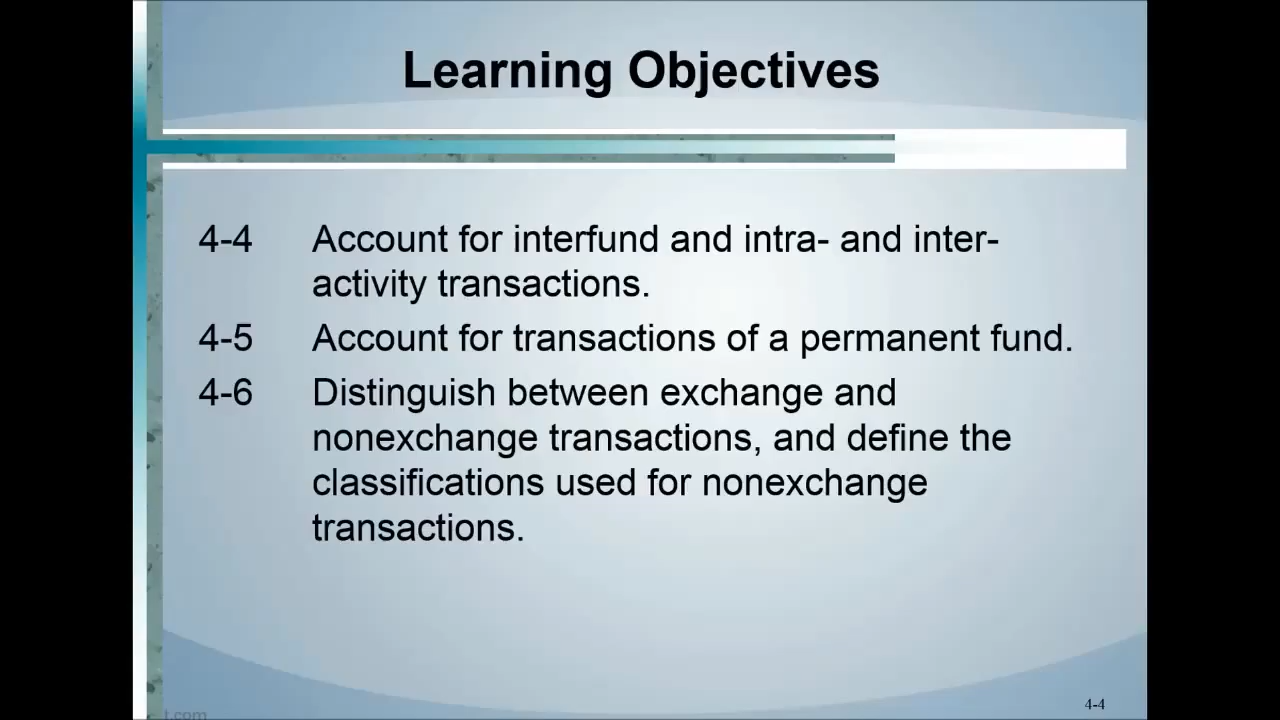 Learning Objectives
4-4 Account for interfund and intra- and inter-
activity transactions.
4-5 Account for transactions of a permanent fund.
4-6 Distinguish between exchange and
nonexchange transactions, and define the
classifications used for nonexchange
transactions.
4-4
t.com